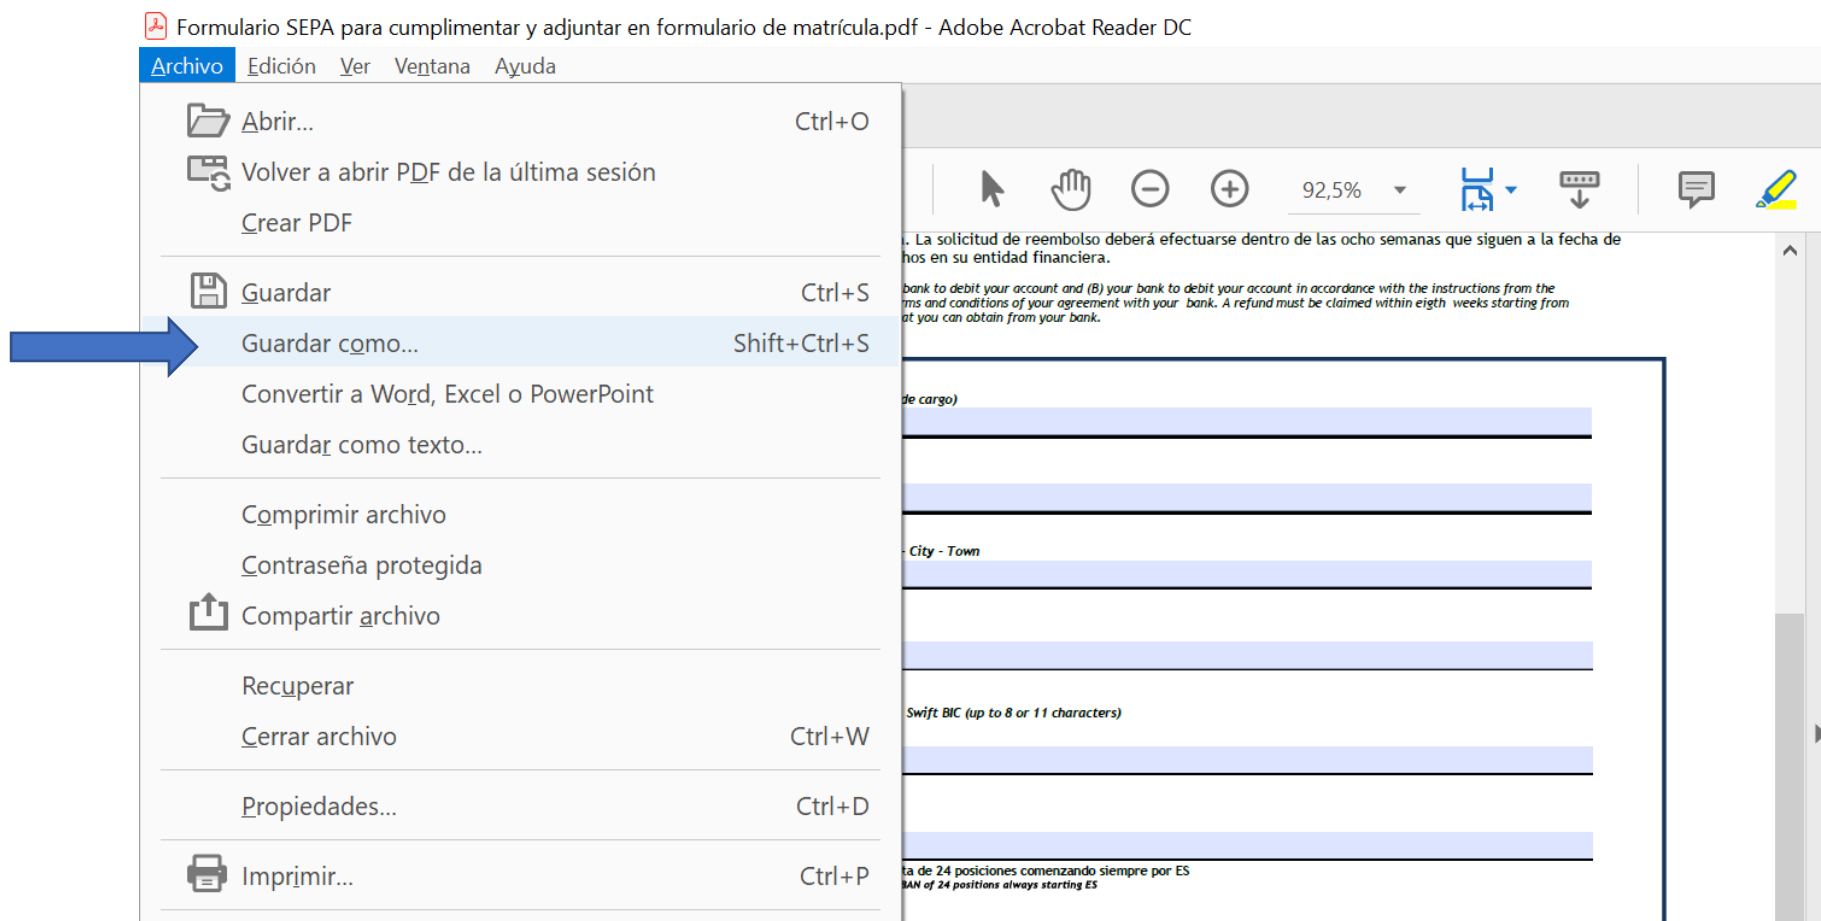 Formulario SEPA para cumplimentar y adjuntar en formulario de matrícula.pdf - Adobe Acrobat Reader DC
Archivo Edición Ver Ventana Ayuda
Abrir... Ctrl+O
Volver a abrir PDF de la última sesión
Crear PDF
Guardar Ctrl+S
Guardar como... Shift+Ctrl+S
Convertir a Word, Excel o PowerPoint
Guardar como texto...
Comprimir archivo
Contraseña protegida
Compartir archivo
Recuperar
Cerrar archivo Ctrl+W
Propiedades... Ctrl+D
Imprimir... Ctrl+P
92,5%
. La solicitud de reembolso deberá efectuarse dentro de las ocho semanas que siguen a la fecha de
hos en su entidad financiera.
bank to debit your account and (B) your bank to debit your account in accordance with the instructions from the
ms and conditions of your agreement with your bank. A refund must be claimed within eigth weeks starting from
at you can obtain from your bank.
de cargo)
- City - Town
Swift BIC (up to 8 or 11 characters)
ta de 24 posiciones comenzando siempre por ES
BAN of 24 positions always starting ES